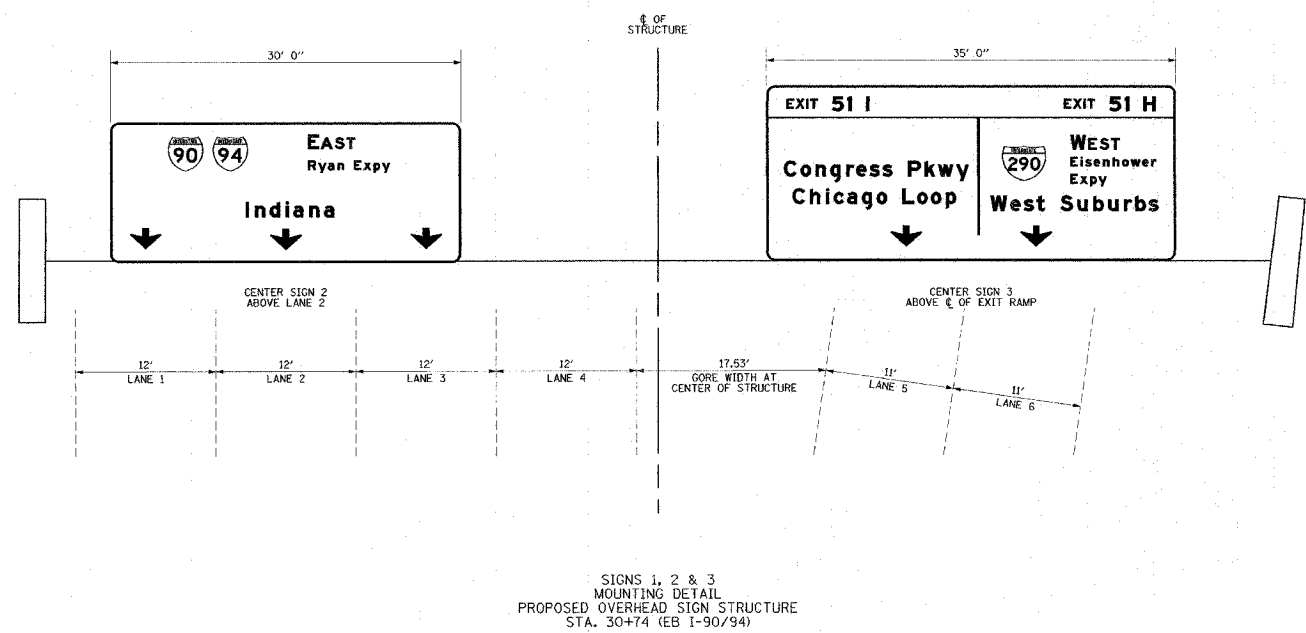 ℄ OF
STRUCTURE
30' 0"
35' 0"
EXIT 51 I
EXIT 51 H
INTERSTATE
90
INTERSTATE
94
EAST
Ryan Expy
Indiana
Congress Pkwy
Chicago Loop
INTERSTATE
290
WEST
Eisenhower
Expy
West Suburbs
CENTER SIGN 2
ABOVE LANE 2
CENTER SIGN 3
ABOVE ℄ OF EXIT RAMP
12'
LANE 1
12'
LANE 2
12'
LANE 3
12'
LANE 4
17.53'
GORE WIDTH AT
CENTER OF STRUCTURE
11'
LANE 5
11'
LANE 6
SIGNS 1, 2 & 3
MOUNTING DETAIL
PROPOSED OVERHEAD SIGN STRUCTURE
STA. 30+74 (EB I-90/94)